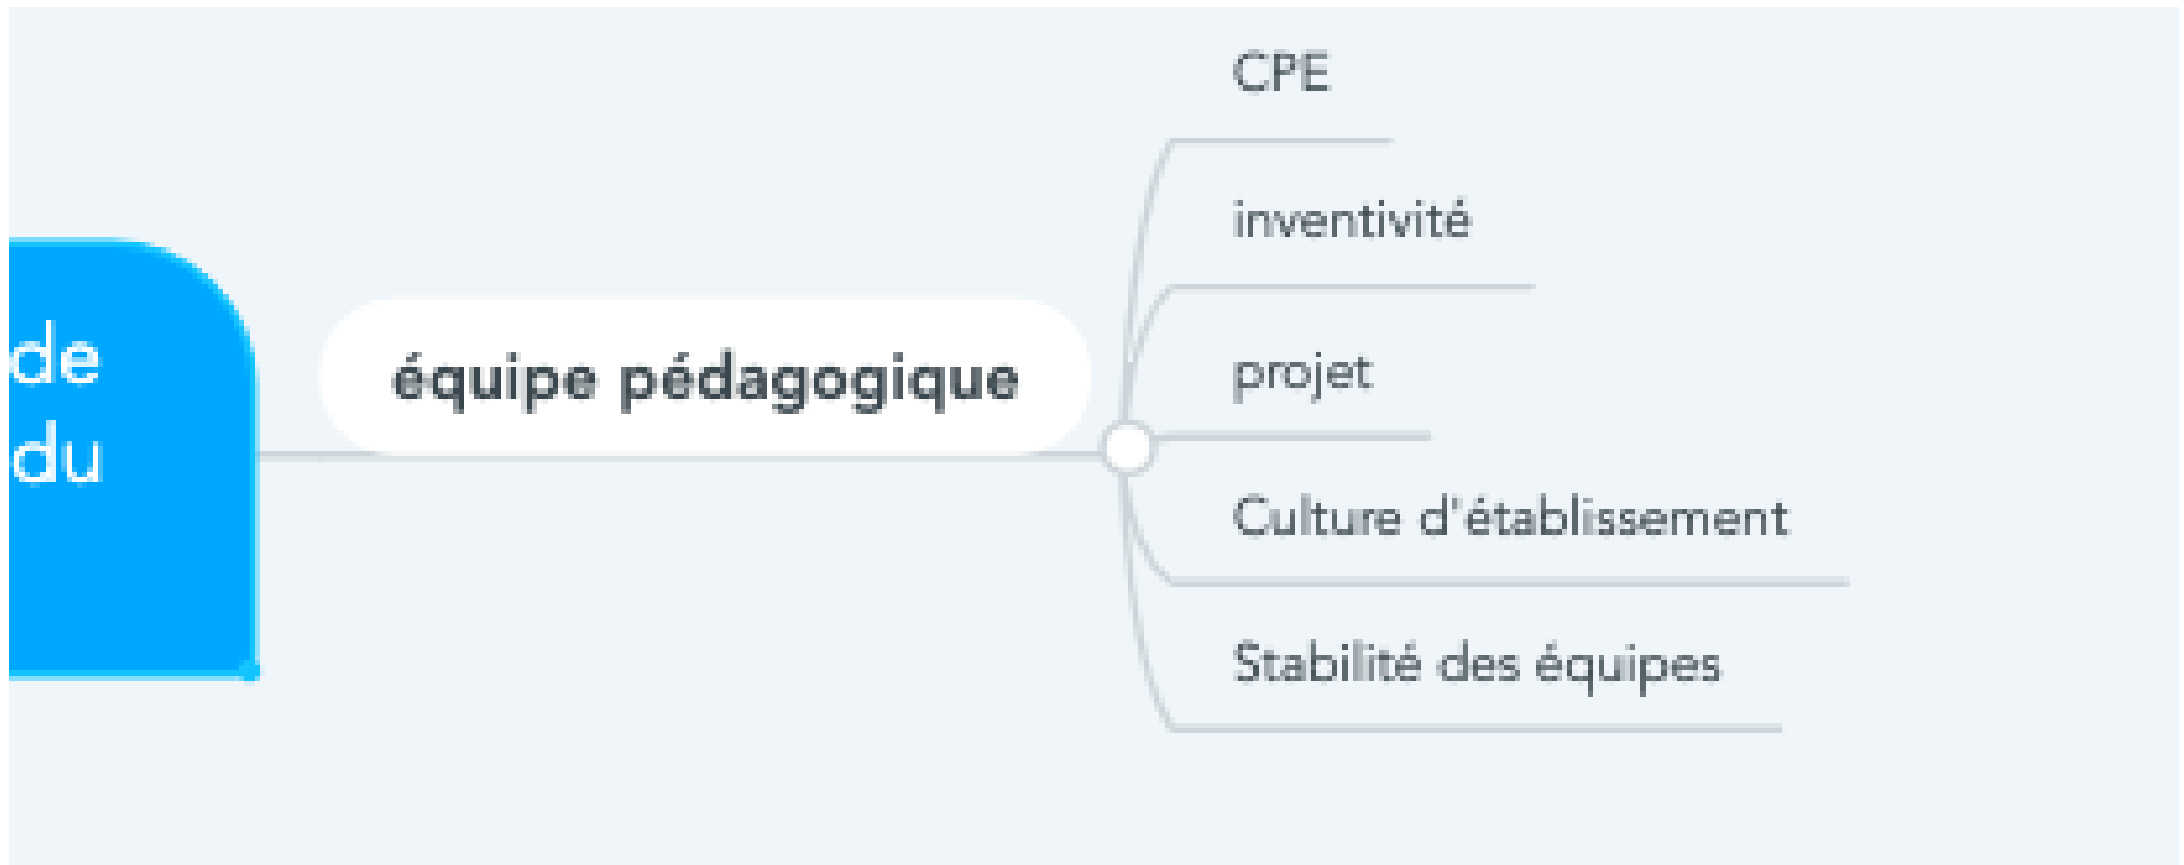 de
du
équipe pédagogique
CPE
inventivité
projet
Culture d'établissement
Stabilité des équipes